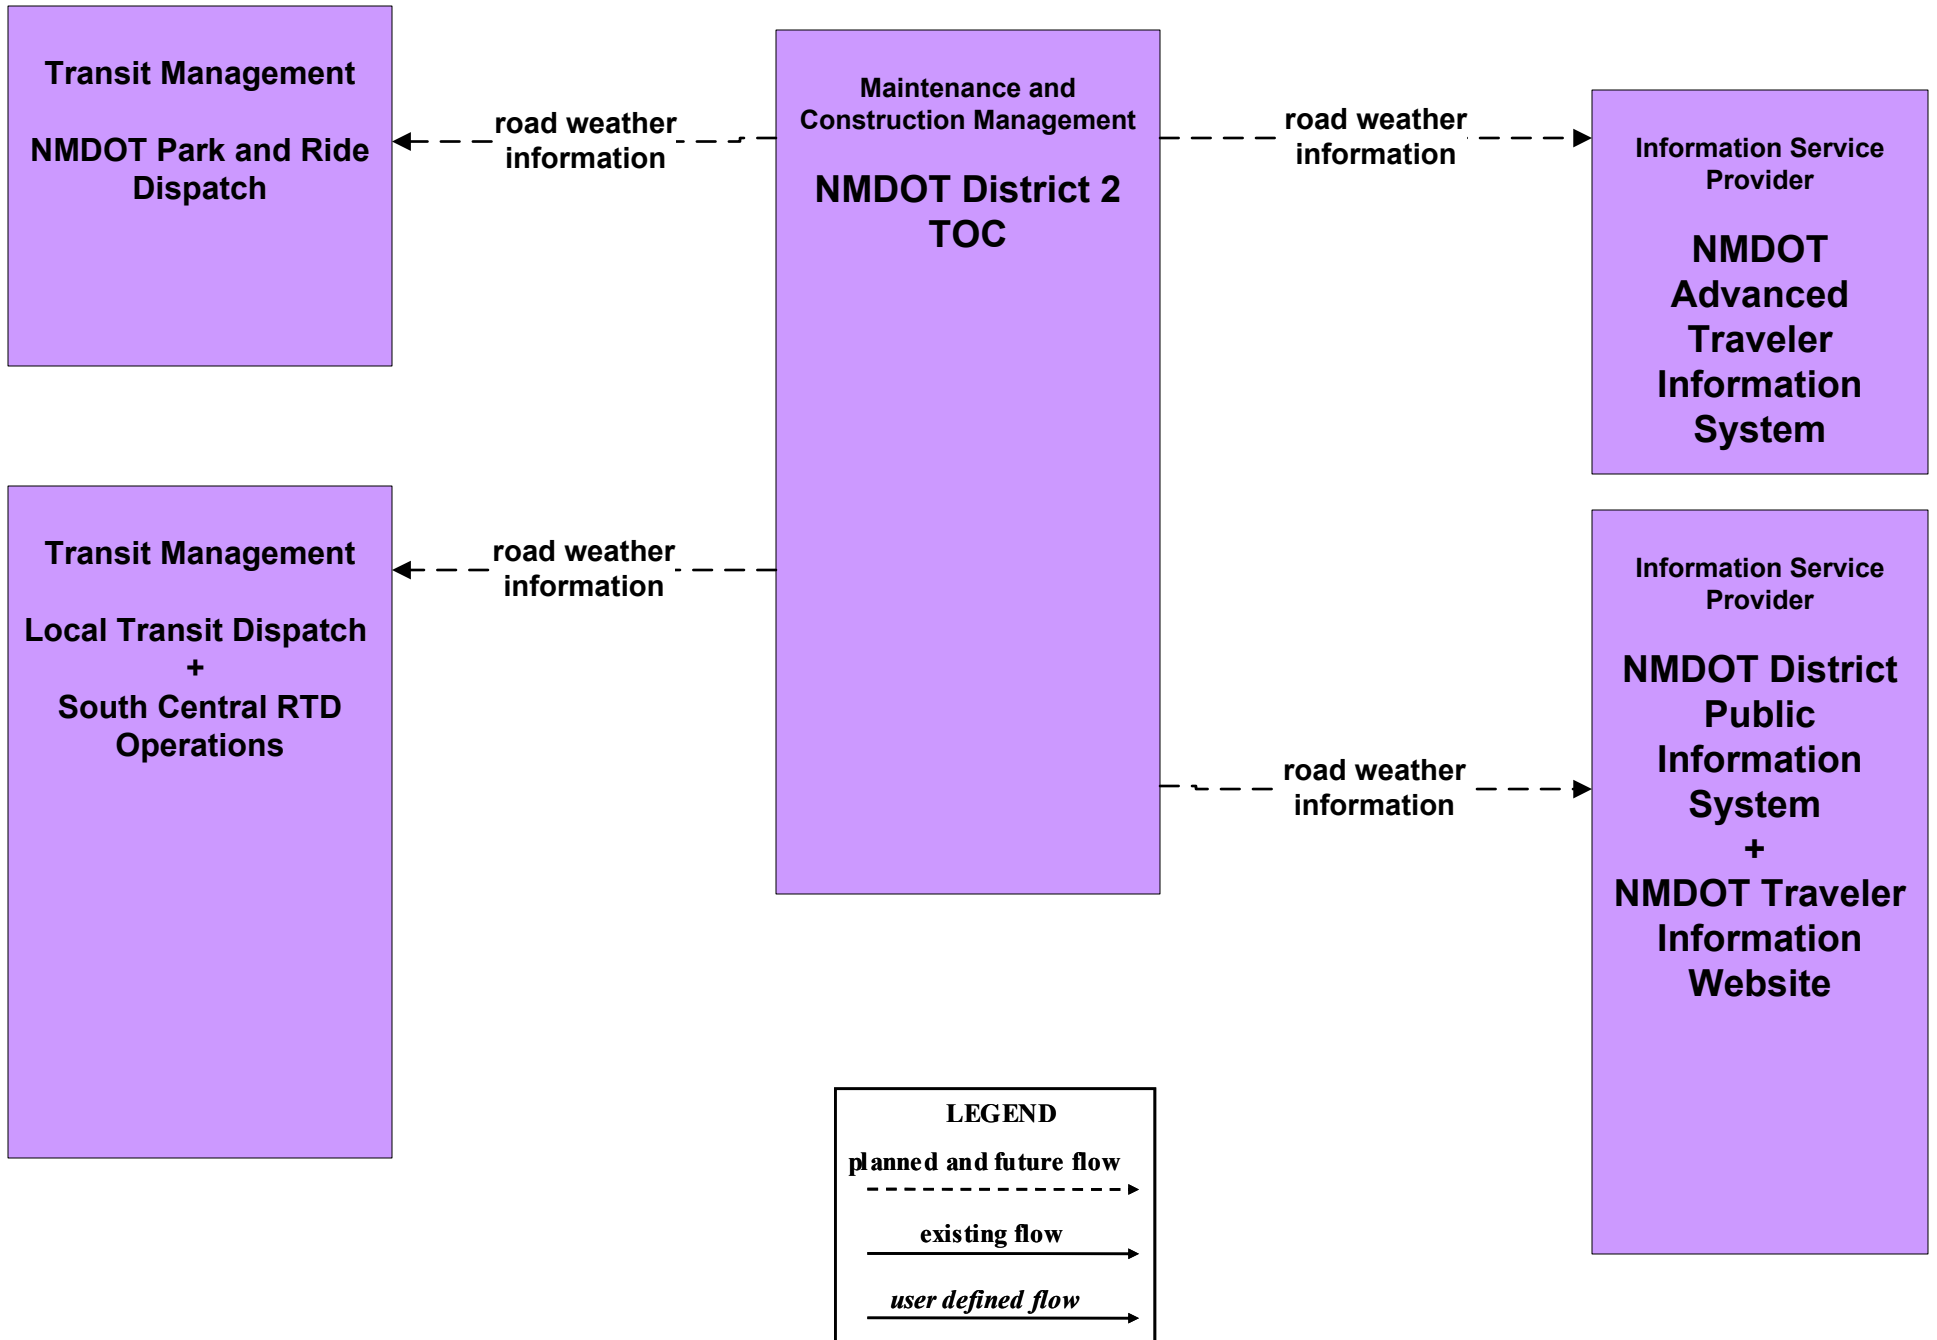 Transit Management
NMDOT Park and Ride
Dispatch
road weather
information
Maintenance and
Construction Management
NMDOT District 2
TOC
road weather
information
Information Service
Provider
NMDOT
Advanced
Traveler
Information
System
Transit Management
Local Transit Dispatch
+
South Central RTD
Operations
road weather
information
road weather
information
Information Service
Provider
NMDOT District
Public
Information
System
+
NMDOT Traveler
Information
Website
LEGEND
planned and future flow
existing flow
user defined flow